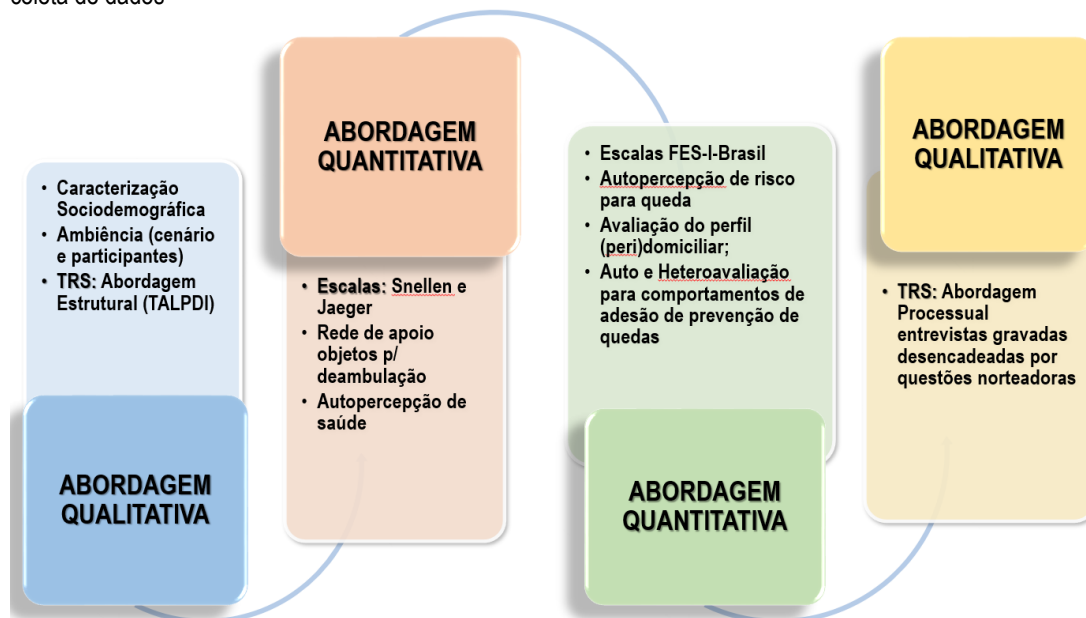 coleta de dados
• Caracterização
Sociodemográfica
• Ambiência (cenário
e participantes)
• TRS: Abordagem
Estrutural (TALPDI)
ABORDAGEM
QUALITATIVA
ABORDAGEM
QUANTITATIVA
• Escalas: Snellen e
Jaeger
• Rede de apoio
objetos p/
deambulação
• Autopercepção de
saúde
• Escalas FES-I-Brasil
• Autopercepção de risco
para queda
• Avaliação do perfil
(peri)domiciliar;
• Auto e Heteroavaliação
para comportamentos de
adesão de prevenção de
quedas
ABORDAGEM
QUANTITATIVA
ABORDAGEM
QUALITATIVA
• TRS: Abordagem
Processual
entrevistas gravadas
desencadeadas por
questões norteadoras